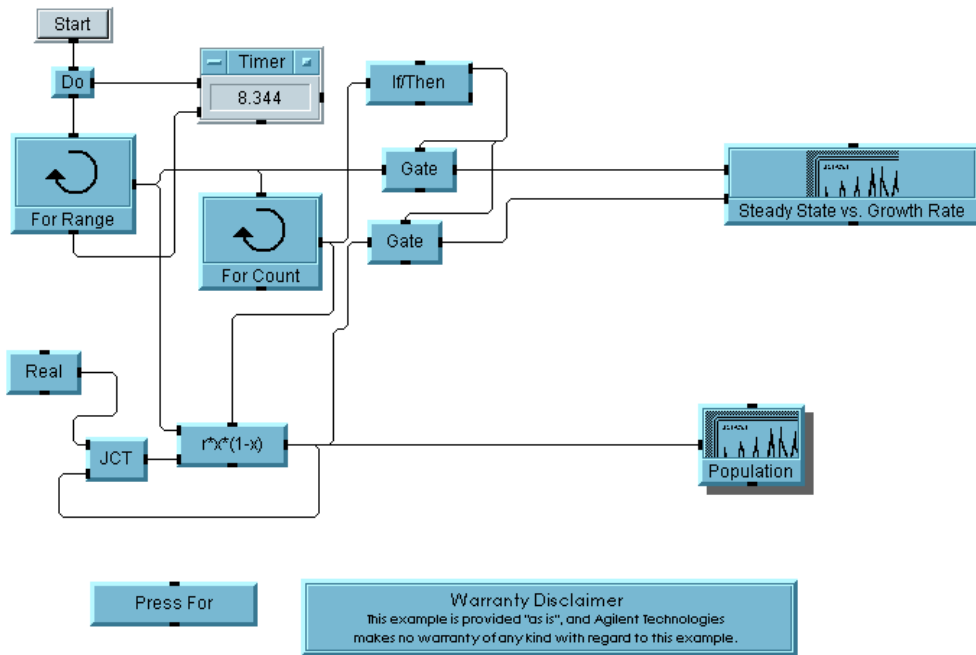 Start
Do
Timer
8.344
If/Then
For Range
Gate
For Count
Gate
Steady State vs. Growth Rate
Real
JCT
r*x*(1-x)
Population
Press For
Warranty Disclaimer
This example is provided "as is", and Agilent Technologies
makes no warranty of any kind with regard to this example.